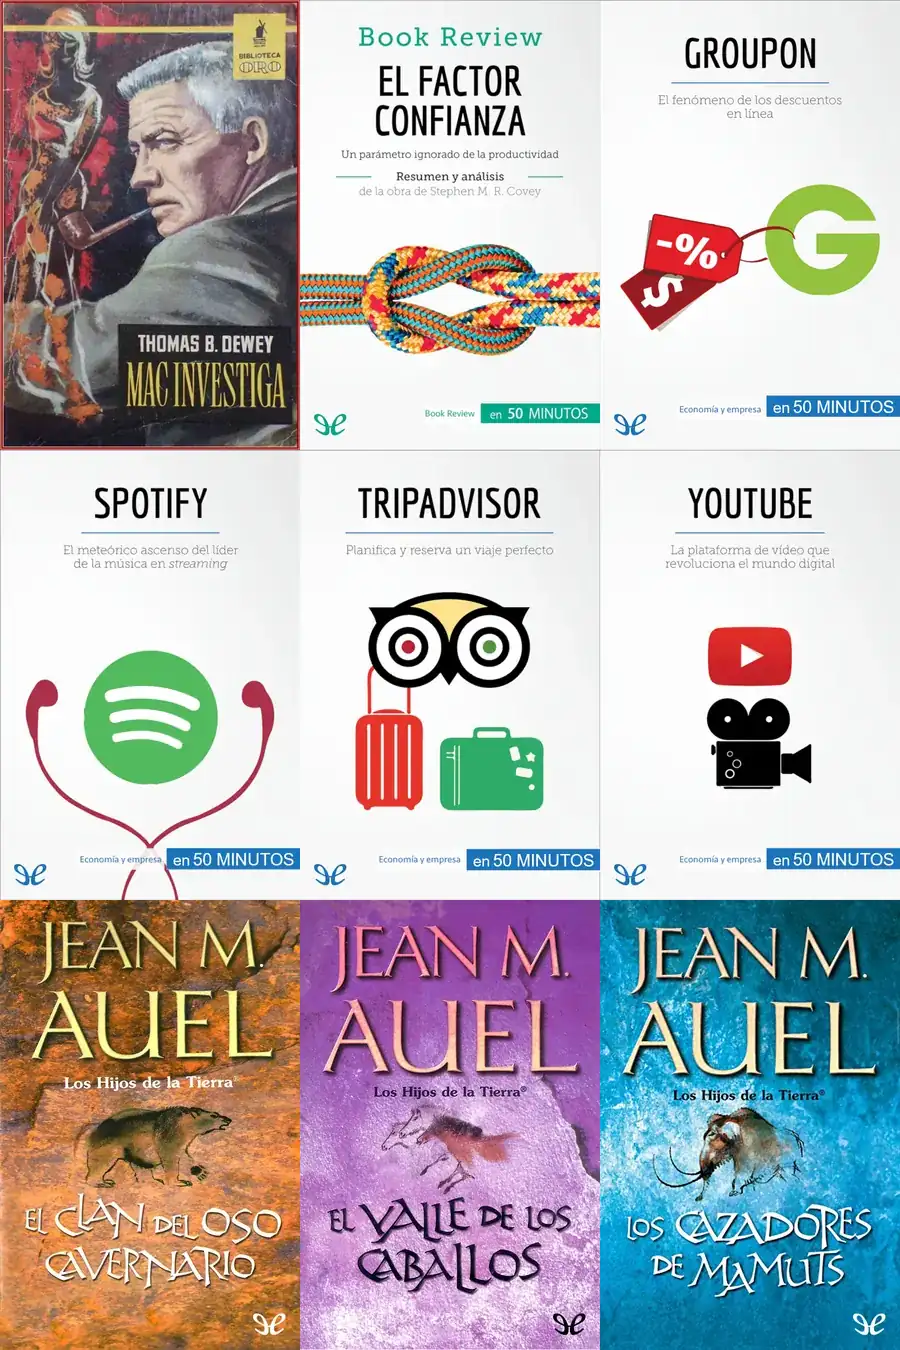 BIBLIOTECA
ORO
THOMAS B. DEWEY
MAC INVESTIGA
Book Review
EL FACTOR
CONFIANZA
Un parámetro ignorado de la productividad
Resumen y análisis
de la obra de Stephen M. R. Covey
Book Review
en 50 MINUTOS
GROUPON
El fenómeno de los descuentos
en línea
-%
$
G
Economía y empresa
en 50 MINUTOS
SPOTIFY
El meteórico ascenso del líder
de la música en streaming
Economía y empresa
en 50 MINUTOS
TRIPADVISOR
Planifica y reserva un viaje perfecto
Economía y empresa
en 50 MINUTOS
YOUTUBE
La plataforma de vídeo que
revoluciona el mundo digital
Economía y empresa
en 50 MINUTOS
JEAN M.
AUEL
Los Hijos de la Tierra®
EL CLAN DEL OSO
CAVERNARIO
JEAN M.
AUEL
Los Hijos de la Tierra®
EL VALLE DE LOS
CABALLOS
JEAN M.
AUEL
Los Hijos de la Tierra®
LOS CAZADORES
DE MAMUTS